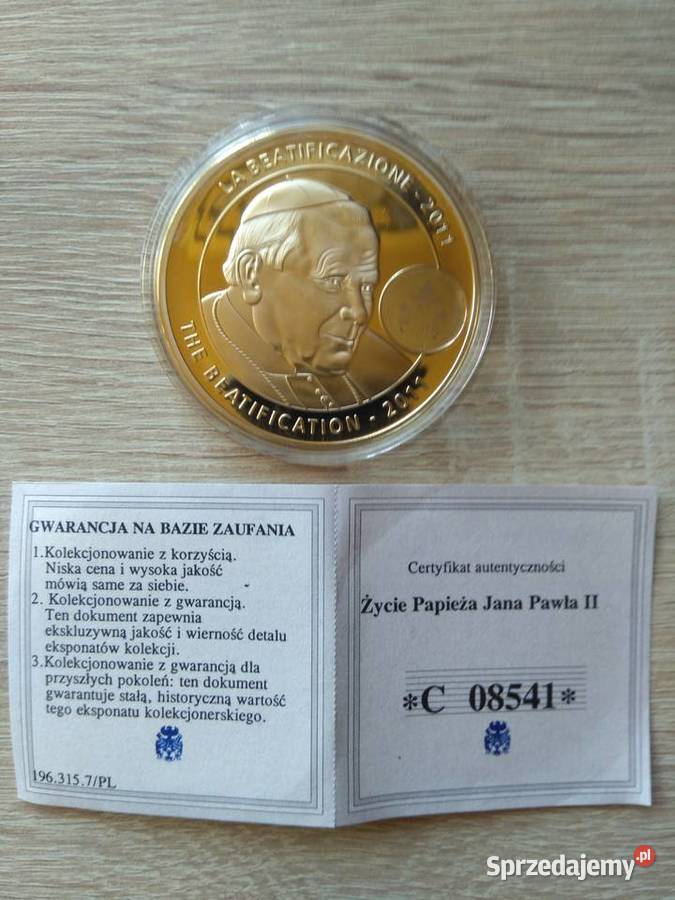 LA BEATIFICAZIONE - 2011
THE BEATIFICATION - 2011
GWARANCJA NA BAZIE ZAUFANIA
1.Kolekcjonowanie z korzyścią.
Niska cena i wysoka jakość
mówią same za siebie.
2. Kolekcjonowanie z gwarancją.
Ten dokument zapewnia
ekskluzywną jakość i wierność detalu
eksponatów kolekcji.
3.Kolekcjonowanie z gwarancją dla
przyszłych pokoleń: ten dokument
gwarantuje stałą, historyczną wartość
tego eksponatu kolekcjonerskiego.
196.315.7/PL
Certyfikat autentyczności
Życie Papieża Jana Pawła II
*C 08541*
Sprzedajemy.pl